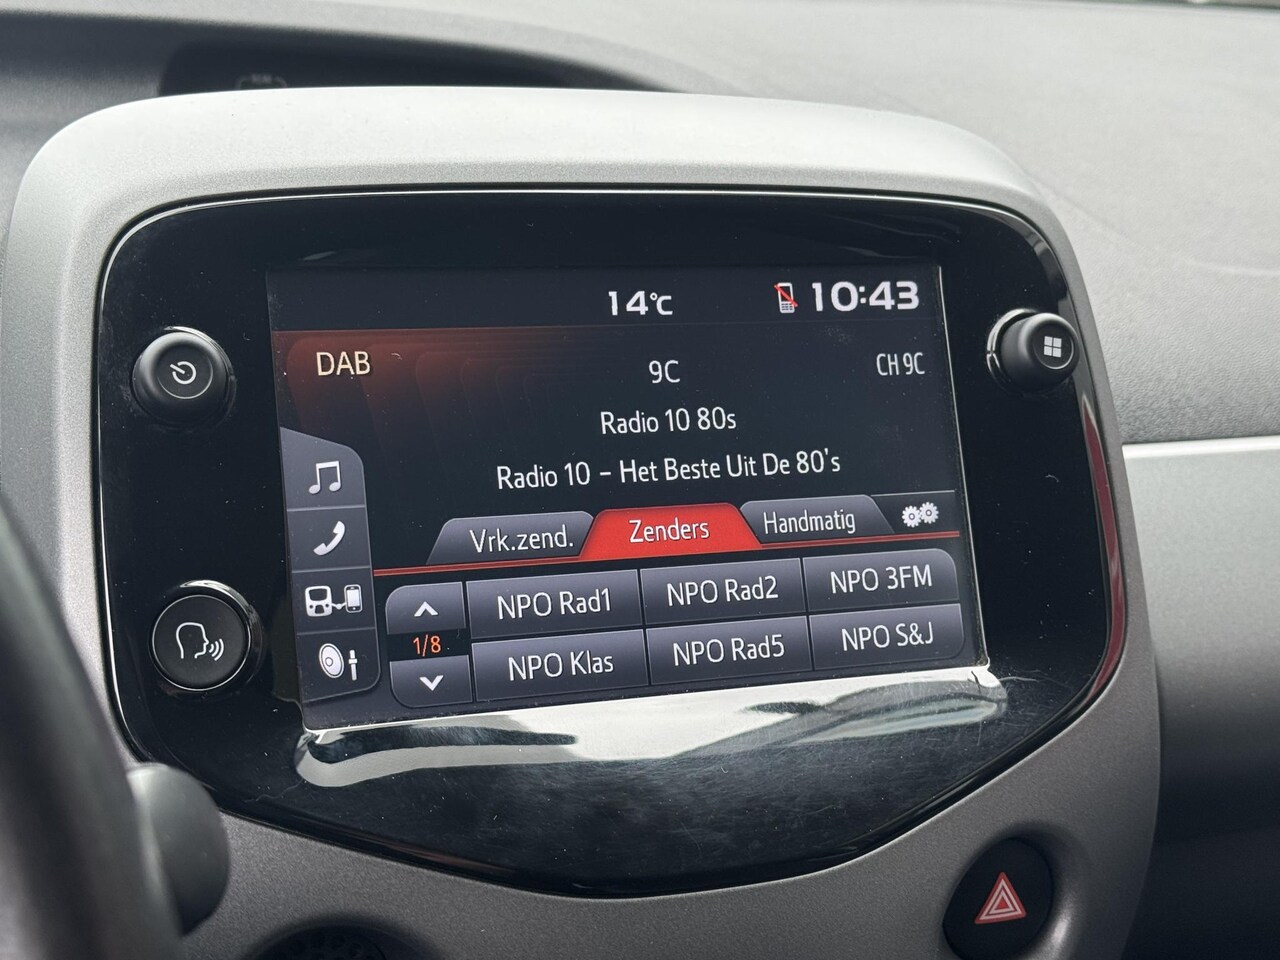 14°C 10:43
DAB 9C CH 9C
Radio 10 80s
Radio 10 - Het Beste Uit De 80's
Vrk.zend. Zenders Handmatig
NPO Rad1 NPO Rad2 NPO 3FM
1/8
NPO Klas NPO Rad5 NPO S&J